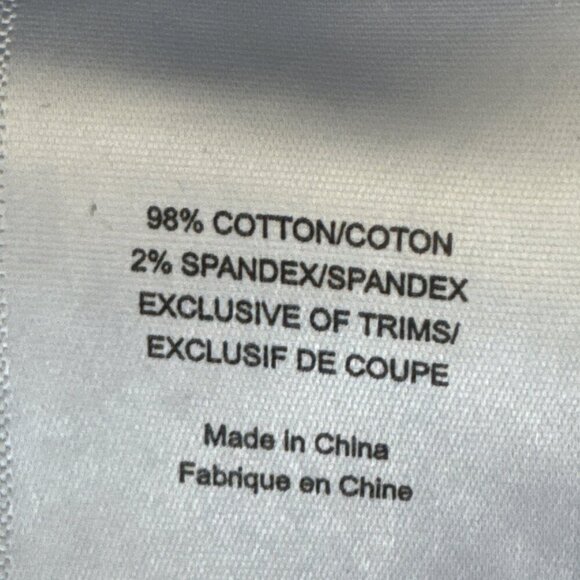 98% COTTON/COTON
2% SPANDEX/SPANDEX
EXCLUSIVE OF TRIMS/
EXCLUSIF DE COUPE
Made in China
Fabrique en Chine